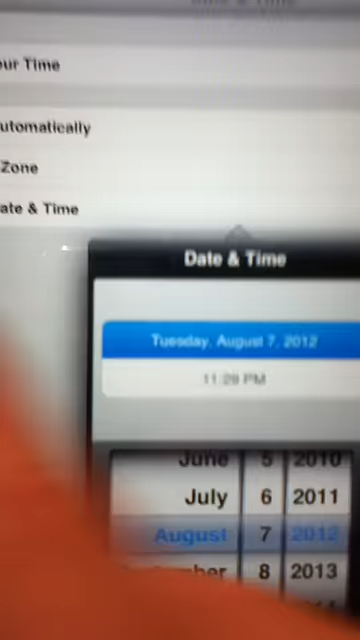 our Time
utomatically
Zone
ate & Time
Date & Time
Tuesday, August 7, 2012
11:29 PM
June 5 2010
July 6 2011
August 7 2012
mber 8 2013